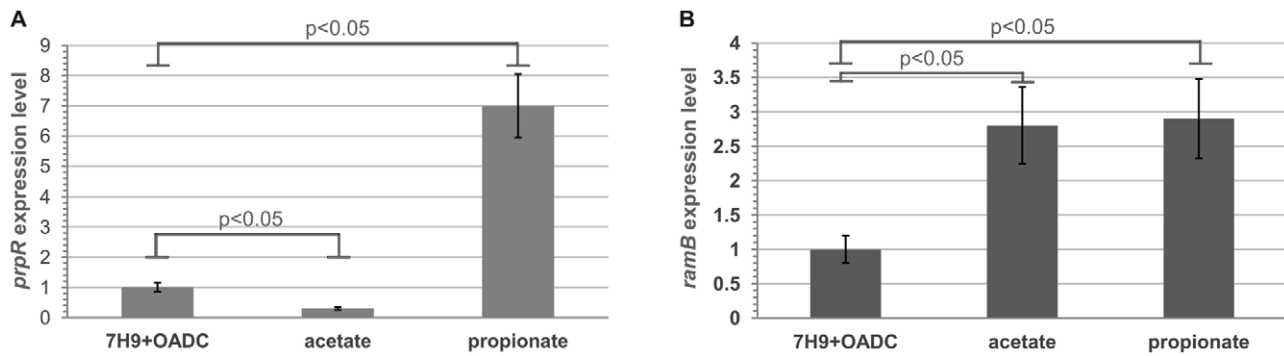 A
prpR expression level
9
8
7
6
5
4
3
2
1
0
p<0.05
p<0.05
7H9+OADC acetate propionate
B
ramB expression level
4
3.5
3
2.5
2
1.5
1
0.5
0
p<0.05
p<0.05
7H9+OADC acetate propionate